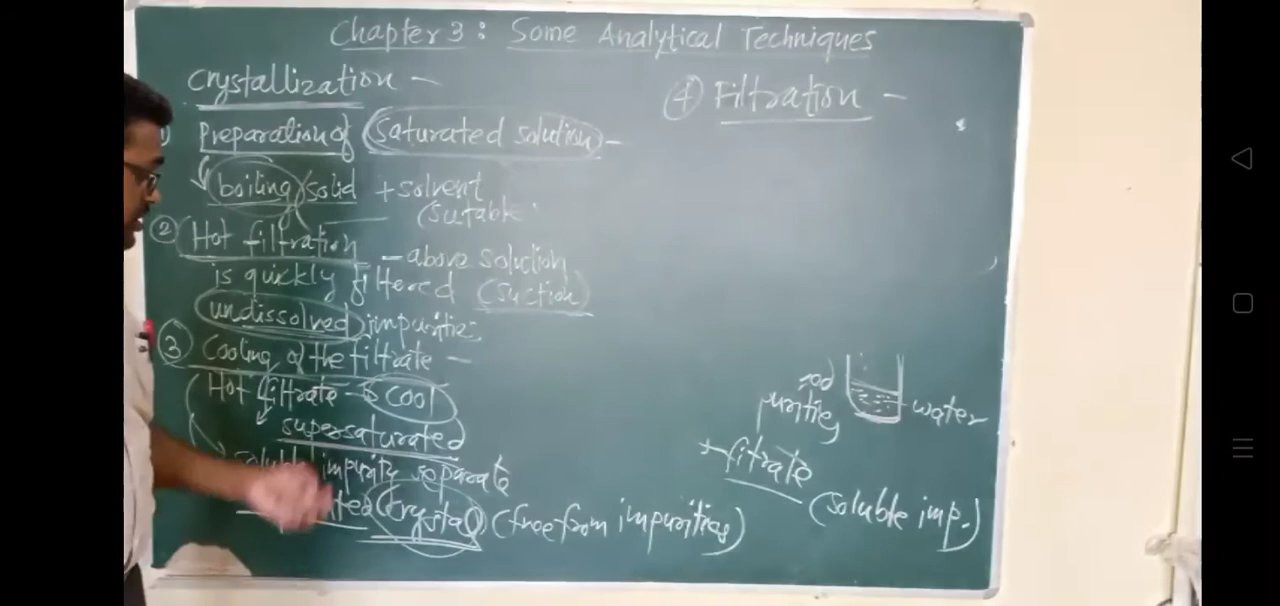 Chapter 3 : Some Analytical Techniques
Crystallization -
1) Preparation of saturated solution -
boiling solid + solvent
(suitable
② Hot filtration - above solution
is quickly filtered (suction)
undissolved impurities
③ Cooling of the filtrate -
Hot filtrate → cool
supersaturated
soluble impurity separate
crystal (free from impurities)
④ Filtration -
water
filtrate
(soluble imp.)